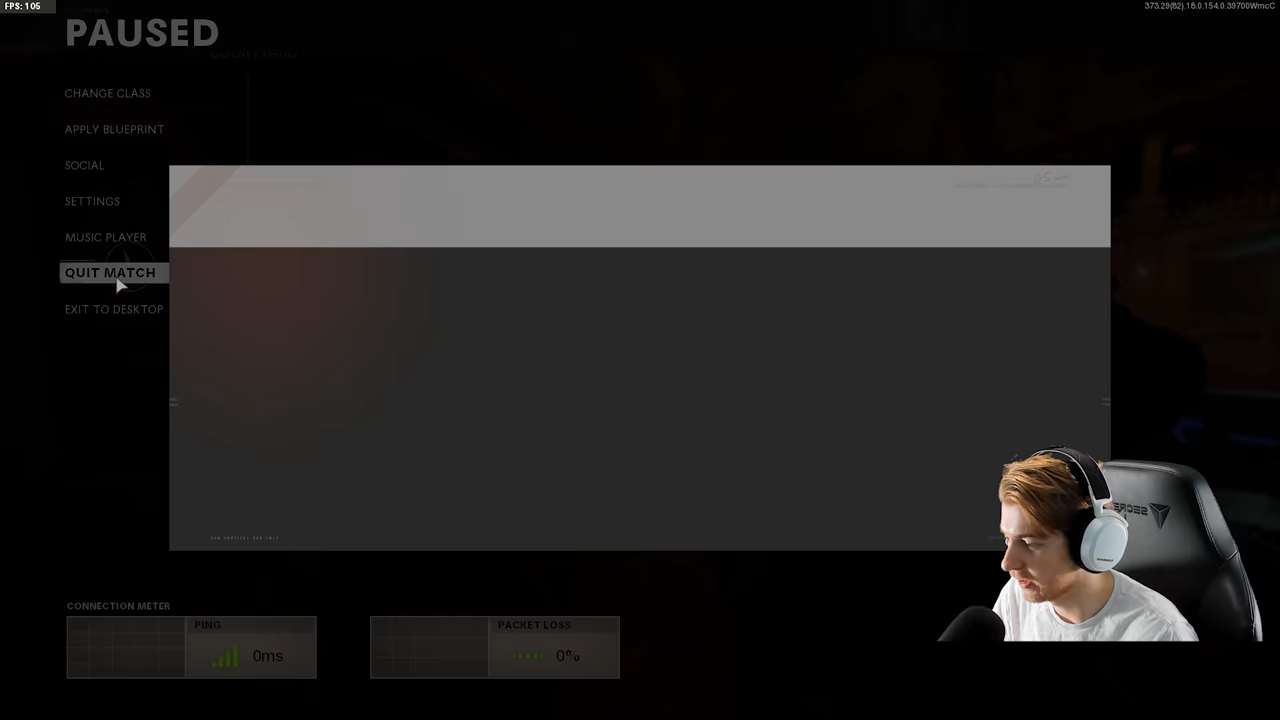 FPS: 105
373.29(82).18.0.154.0.39700WmcC
PAUSED
CHANGE CLASS
APPLY BLUEPRINT
SOCIAL
SETTINGS
MUSIC PLAYER
QUIT MATCH
EXIT TO DESKTOP
CONNECTION METER
PING
0ms
PACKET LOSS
0%